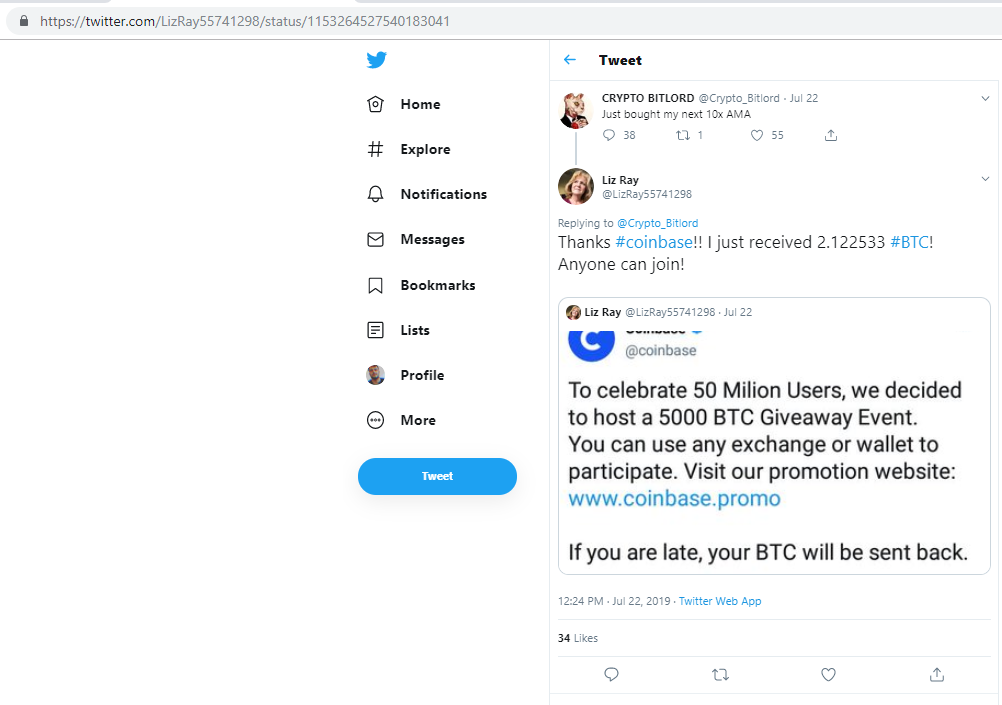 https://twitter.com/LizRay55741298/status/1153264527540183041
Home
Explore
Notifications
Messages
Bookmarks
Lists
Profile
More
Tweet
Tweet
CRYPTO BITLORD @Crypto_Bitlord · Jul 22
Just bought my next 10x AMA
38 1 55
Liz Ray
@LizRay55741298
Replying to @Crypto_Bitlord
Thanks #coinbase!! I just received 2.122533 #BTC!
Anyone can join!
Liz Ray @LizRay55741298 · Jul 22
@coinbase
To celebrate 50 Milion Users, we decided
to host a 5000 BTC Giveaway Event.
You can use any exchange or wallet to
participate. Visit our promotion website:
www.coinbase.promo
If you are late, your BTC will be sent back.
12:24 PM · Jul 22, 2019 · Twitter Web App
34 Likes